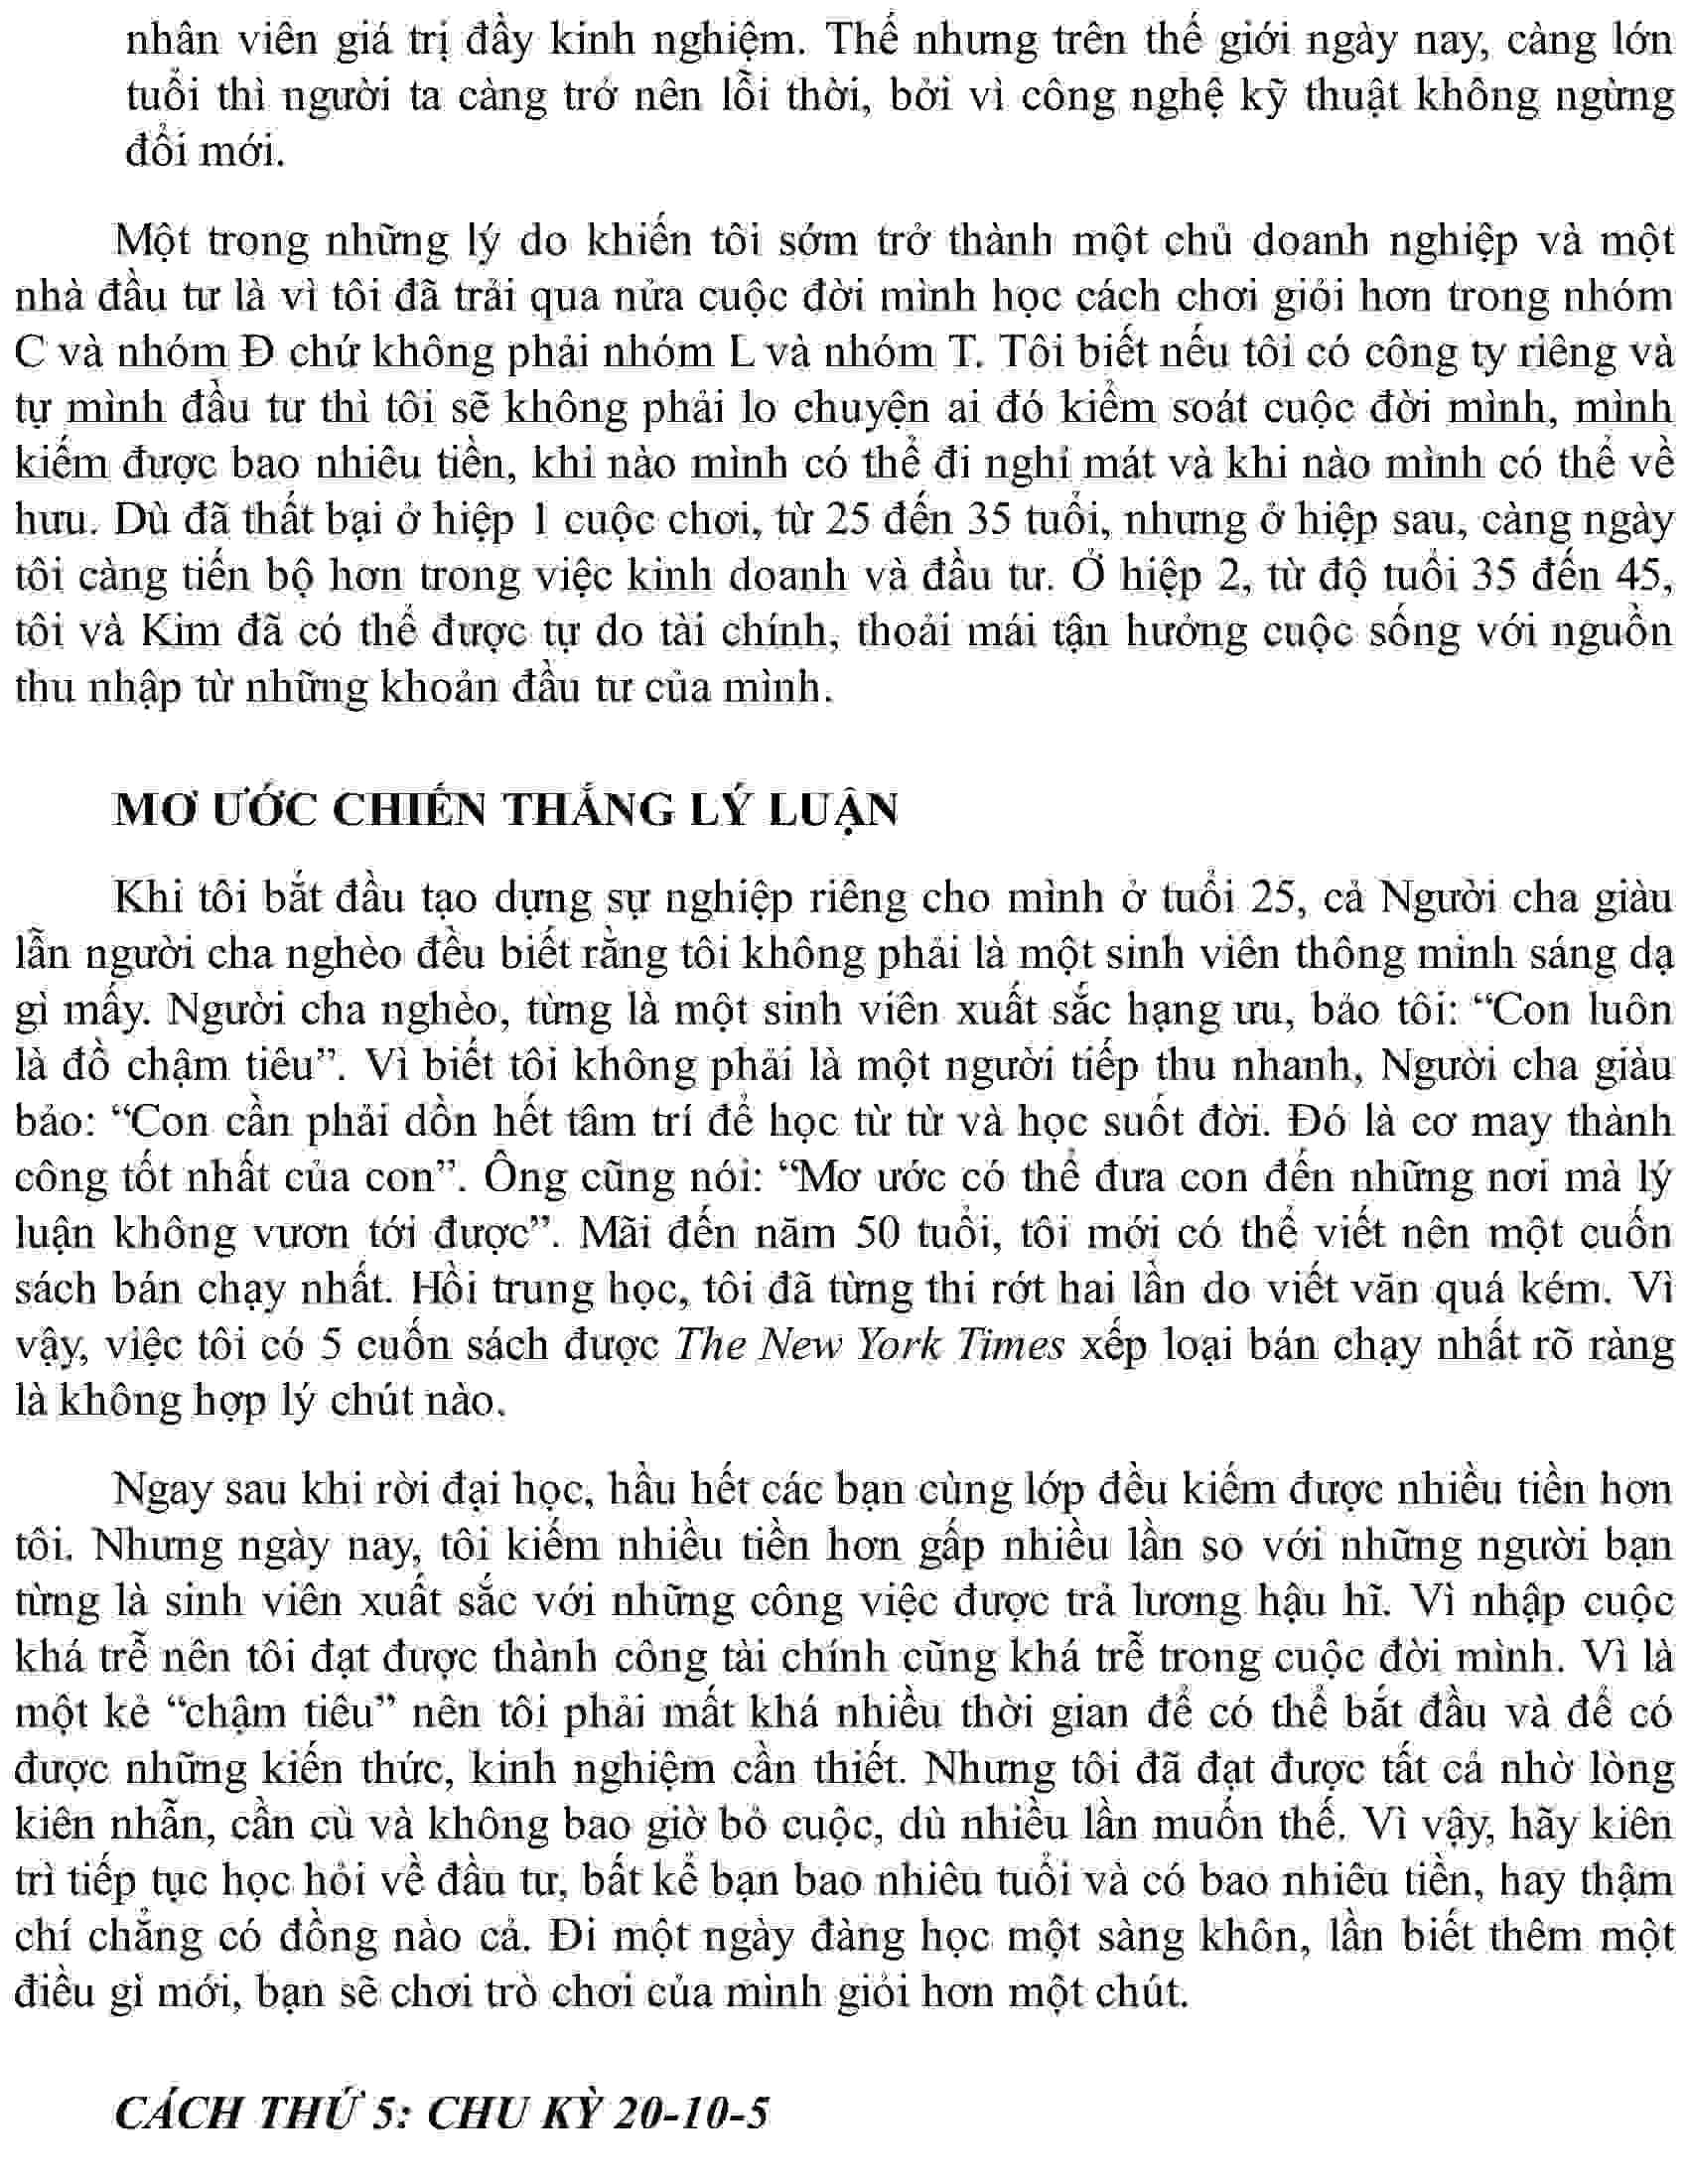 nhân viên giá trị đầy kinh nghiệm. Thế nhưng trên thế giới ngày nay, càng lớn
tuổi thì người ta càng trở nên lỗi thời, bởi vì công nghệ kỹ thuật không ngừng
đổi mới.
Một trong những lý do khiến tôi sớm trở thành một chủ doanh nghiệp và một
nhà đầu tư là vì tôi đã trải qua nửa cuộc đời mình học cách chơi giỏi hơn trong nhóm
C và nhóm Đ chứ không phải nhóm L và nhóm T. Tôi biết nếu tôi có công ty riêng và
tự mình đầu tư thì tôi sẽ không phải lo chuyện ai đó kiểm soát cuộc đời mình, mình
kiếm được bao nhiêu tiền, khi nào mình có thể đi nghỉ mát và khi nào mình có thể về
hưu. Dù đã thất bại ở hiệp 1 cuộc chơi, từ 25 đến 35 tuổi, nhưng ở hiệp sau, càng ngày
tôi càng tiến bộ hơn trong việc kinh doanh và đầu tư. Ở hiệp 2, từ độ tuổi 35 đến 45,
tôi và Kim đã có thể được tự do tài chính, thoải mái tận hưởng cuộc sống với nguồn
thu nhập từ những khoản đầu tư của mình.
MƠ ƯỚC CHIẾN THẮNG LÝ LUẬN
Khi tôi bắt đầu tạo dựng sự nghiệp riêng cho mình ở tuổi 25, cả Người cha giàu
lẫn người cha nghèo đều biết rằng tôi không phải là một sinh viên thông minh sáng dạ
gì mấy. Người cha nghèo, từng là một sinh viên xuất sắc hạng ưu, bảo tôi: “Con luôn
là đồ chậm tiêu”. Vì biết tôi không phải là một người tiếp thu nhanh, Người cha giàu
bảo: “Con cần phải dồn hết tâm trí để học từ từ và học suốt đời. Đó là cơ may thành
công tốt nhất của con”. Ông cũng nói: “Mơ ước có thể đưa con đến những nơi mà lý
luận không vươn tới được”. Mãi đến năm 50 tuổi, tôi mới có thể viết nên một cuốn
sách bán chạy nhất. Hồi trung học, tôi đã từng thi rớt hai lần do viết văn quá kém. Vì
vậy, việc tôi có 5 cuốn sách được The New York Times xếp loại bán chạy nhất rõ ràng
là không hợp lý chút nào.
Ngay sau khi rời đại học, hầu hết các bạn cùng lớp đều kiếm được nhiều tiền hơn
tôi. Nhưng ngày nay, tôi kiếm nhiều tiền hơn gấp nhiều lần so với những người bạn
từng là sinh viên xuất sắc với những công việc được trả lương hậu hĩ. Vì nhập cuộc
khá trễ nên tôi đạt được thành công tài chính cũng khá trễ trong cuộc đời mình. Vì là
một kẻ “chậm tiêu” nên tôi phải mất khá nhiều thời gian để có thể bắt đầu và để có
được những kiến thức, kinh nghiệm cần thiết. Nhưng tôi đã đạt được tất cả nhờ lòng
kiên nhẫn, cần cù và không bao giờ bỏ cuộc, dù nhiều lần muốn thế. Vì vậy, hãy kiên
trì tiếp tục học hỏi về đầu tư, bất kể bạn bao nhiêu tuổi và có bao nhiêu tiền, hay thậm
chí chẳng có đồng nào cả. Đi một ngày đàng học một sàng khôn, lần biết thêm một
điều gì mới, bạn sẽ chơi trò chơi của mình giỏi hơn một chút.
CÁCH THỨ 5: CHU KỲ 20-10-5